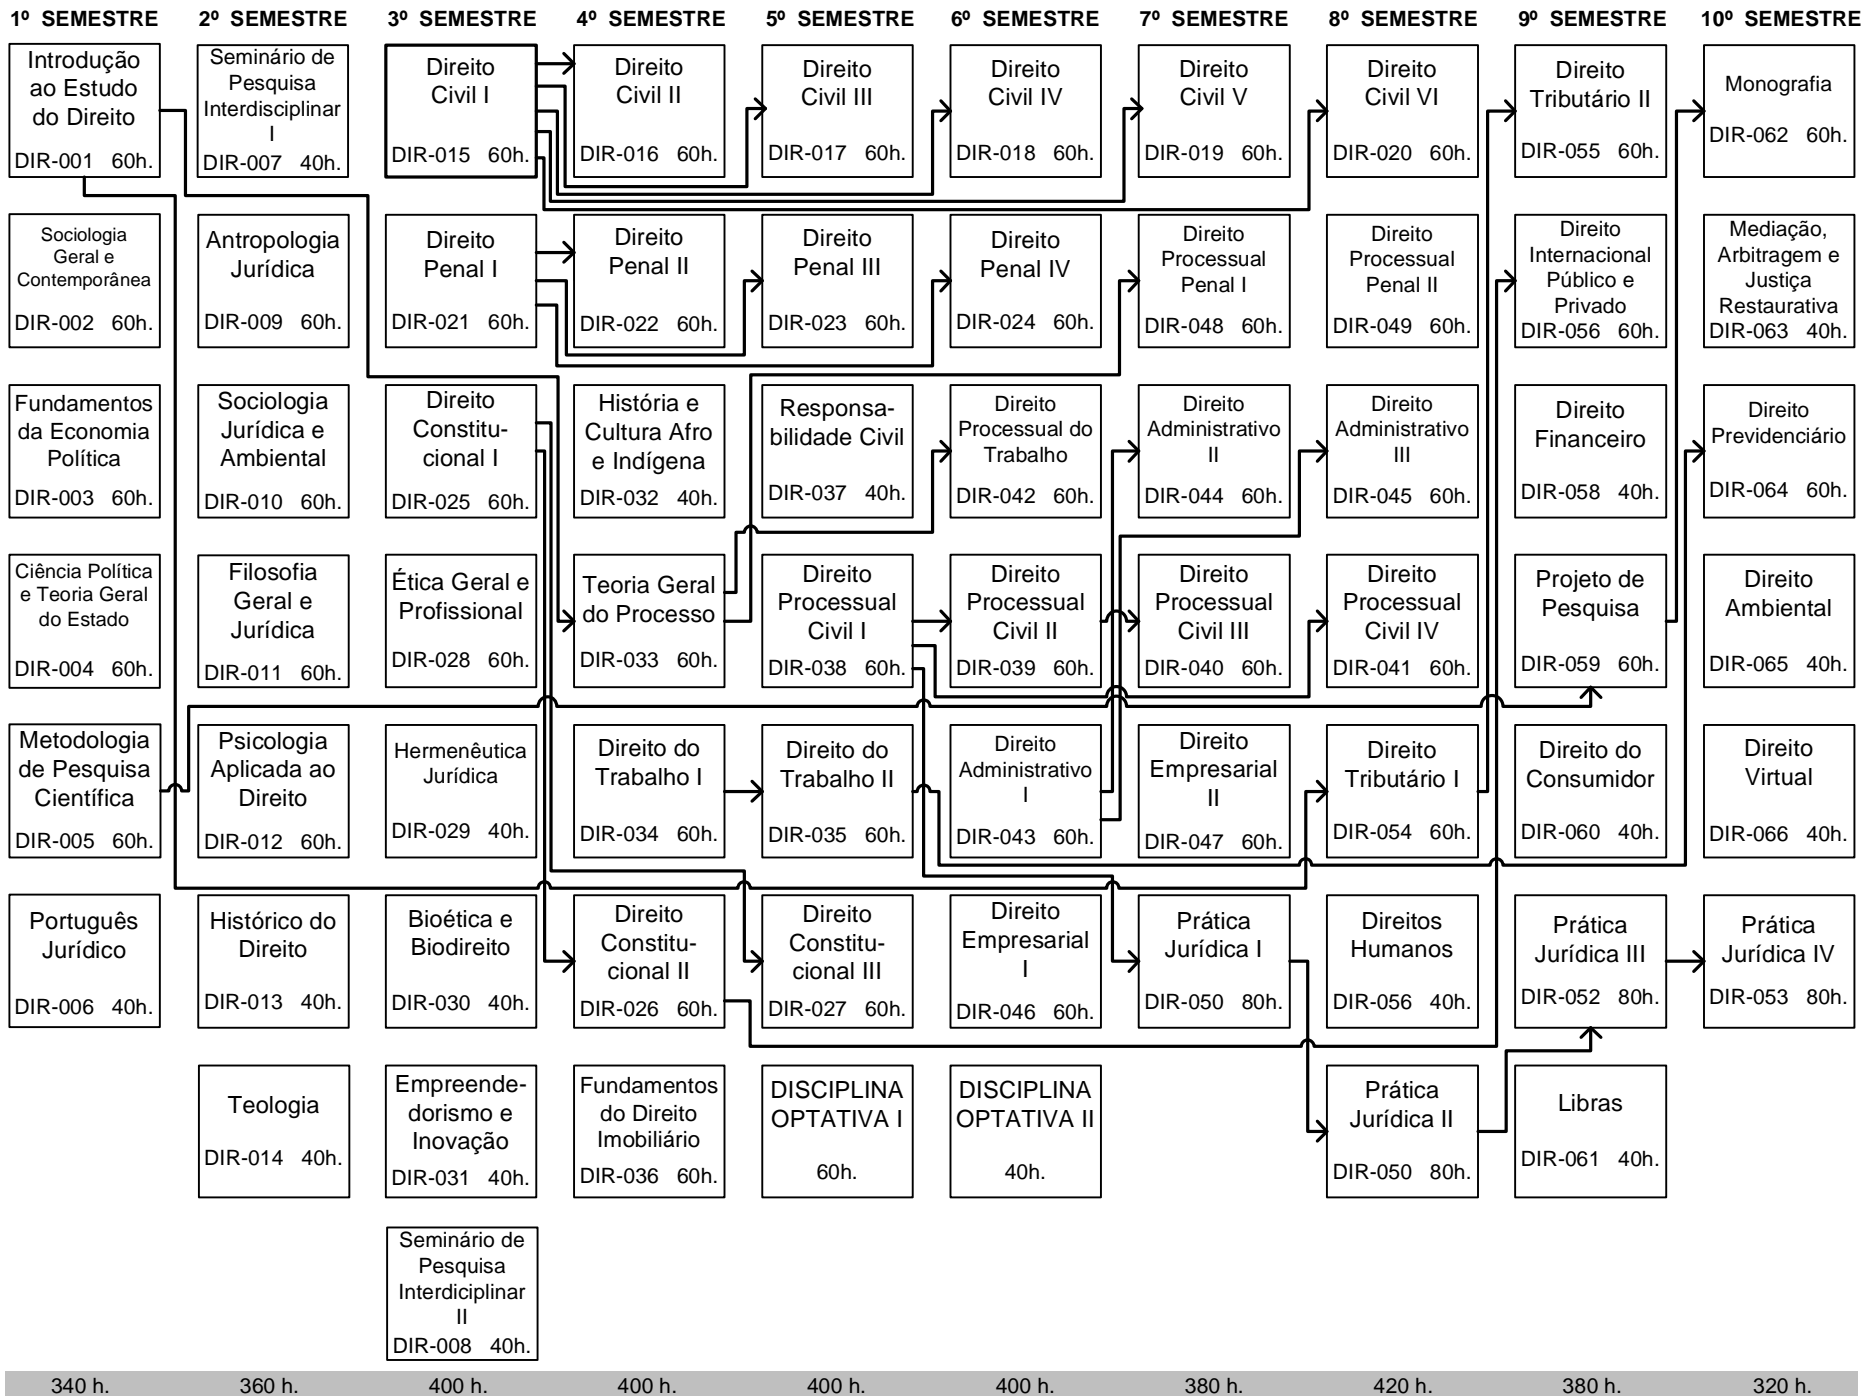 1º SEMESTRE
2º SEMESTRE
3º SEMESTRE
4º SEMESTRE
5º SEMESTRE
6º SEMESTRE
7º SEMESTRE
8º SEMESTRE
9º SEMESTRE
10º SEMESTRE
Introdução
ao Estudo
do Direito
DIR-001 60h.
Seminário de
Pesquisa
Interdisciplinar
I
DIR-007 40h.
Direito
Civil I
DIR-015 60h.
Direito
Civil II
DIR-016 60h.
Direito
Civil III
DIR-017 60h.
Direito
Civil IV
DIR-018 60h.
Direito
Civil V
DIR-019 60h.
Direito
Civil VI
DIR-020 60h.
Direito
Tributário II
DIR-055 60h.
Monografia
DIR-062 60h.
Sociologia
Geral e
Contemporânea
DIR-002 60h.
Antropologia
Jurídica
DIR-009 60h.
Direito
Penal I
DIR-021 60h.
Direito
Penal II
DIR-022 60h.
Direito
Penal III
DIR-023 60h.
Direito
Penal IV
DIR-024 60h.
Direito
Processual
Penal I
DIR-048 60h.
Direito
Processual
Penal II
DIR-049 60h.
Direito
Internacional
Público e
Privado
DIR-056 60h.
Mediação,
Arbitragem e
Justiça
Restaurativa
DIR-063 40h.
Fundamentos
da Economia
Política
DIR-003 60h.
Sociologia
Jurídica e
Ambiental
DIR-010 60h.
Direito
Constitu-
cional I
DIR-025 60h.
História e
Cultura Afro
e Indígena
DIR-032 40h.
Responsa-
bilidade Civil
DIR-037 40h.
Direito
Processual do
Trabalho
DIR-042 60h.
Direito
Administrativo
II
DIR-044 60h.
Direito
Administrativo
III
DIR-045 60h.
Direito
Financeiro
DIR-058 40h.
Direito
Previdenciário
DIR-064 60h.
Ciência Política
e Teoria Geral
do Estado
DIR-004 60h.
Filosofia
Geral e
Jurídica
DIR-011 60h.
Ética Geral e
Profissional
DIR-028 60h.
Teoria Geral
do Processo
DIR-033 60h.
Direito
Processual
Civil I
DIR-038 60h.
Direito
Processual
Civil II
DIR-039 60h.
Direito
Processual
Civil III
DIR-040 60h.
Direito
Processual
Civil IV
DIR-041 60h.
Projeto de
Pesquisa
DIR-059 60h.
Direito
Ambiental
DIR-065 40h.
Metodologia
de Pesquisa
Científica
DIR-005 60h.
Psicologia
Aplicada ao
Direito
DIR-012 60h.
Hermenêutica
Jurídica
DIR-029 40h.
Direito do
Trabalho I
DIR-034 60h.
Direito do
Trabalho II
DIR-035 60h.
Direito
Administrativo
I
DIR-043 60h.
Direito
Empresarial
II
DIR-047 60h.
Direito
Tributário I
DIR-054 60h.
Direito do
Consumidor
DIR-060 40h.
Direito
Virtual
DIR-066 40h.
Português
Jurídico
DIR-006 40h.
Histórico do
Direito
DIR-013 40h.
Bioética e
Biodireito
DIR-030 40h.
Direito
Constitu-
cional II
DIR-026 60h.
Direito
Constitu-
cional III
DIR-027 60h.
Direito
Empresarial
I
DIR-046 60h.
Prática
Jurídica I
DIR-050 80h.
Direitos
Humanos
DIR-056 40h.
Prática
Jurídica III
DIR-052 80h.
Prática
Jurídica IV
DIR-053 80h.
Teologia
DIR-014 40h.
Empreende-
dorismo e
Inovação
DIR-031 40h.
Fundamentos
do Direito
Imobiliário
DIR-036 60h.
DISCIPLINA
OPTATIVA I
60h.
DISCIPLINA
OPTATIVA II
40h.
Prática
Jurídica II
DIR-050 80h.
Libras
DIR-061 40h.
Seminário de
Pesquisa
Interdiciplinar
II
DIR-008 40h.
340 h.
360 h.
400 h.
400 h.
400 h.
400 h.
380 h.
420 h.
380 h.
320 h.